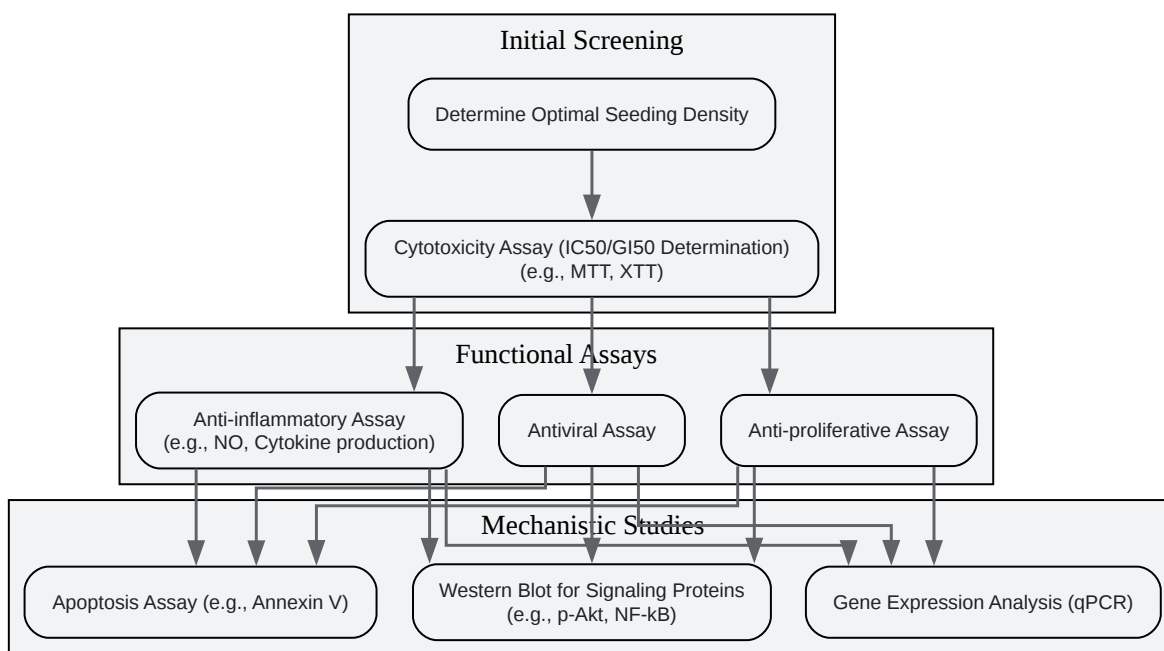 Initial Screening
Determine Optimal Seeding Density
Cytotoxicity Assay (IC50/GI50 Determination)
(e.g., MTT, XTT)
Functional Assays
Anti-inflammatory Assay
(e.g., NO, Cytokine production)
Antiviral Assay
Anti-proliferative Assay
Mechanistic Studies
Apoptosis Assay (e.g., Annexin V)
Western Blot for Signaling Proteins
(e.g., p-Akt, NF-kB)
Gene Expression Analysis (qPCR)